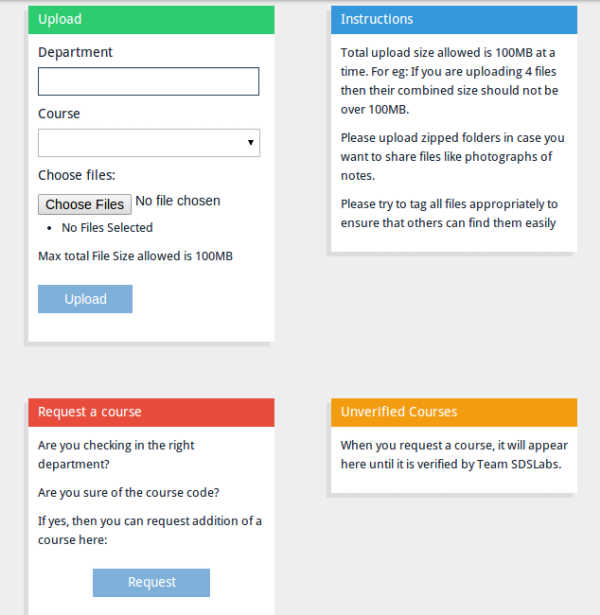 Upload
Department
Course
Choose files:
Choose Files No file chosen
No Files Selected
Max total File Size allowed is 100MB
Upload
Instructions
Total upload size allowed is 100MB at a
time. For eg: If you are uploading 4 files
then their combined size should not be
over 100MB.
Please upload zipped folders in case you
want to share files like photographs of
notes.
Please try to tag all files appropriately to
ensure that others can find them easily
Request a course
Are you checking in the right
department?
Are you sure of the course code?
If yes, then you can request addition of a
course here:
Request
Unverified Courses
When you request a course, it will appear
here until it is verified by Team SDSLabs.